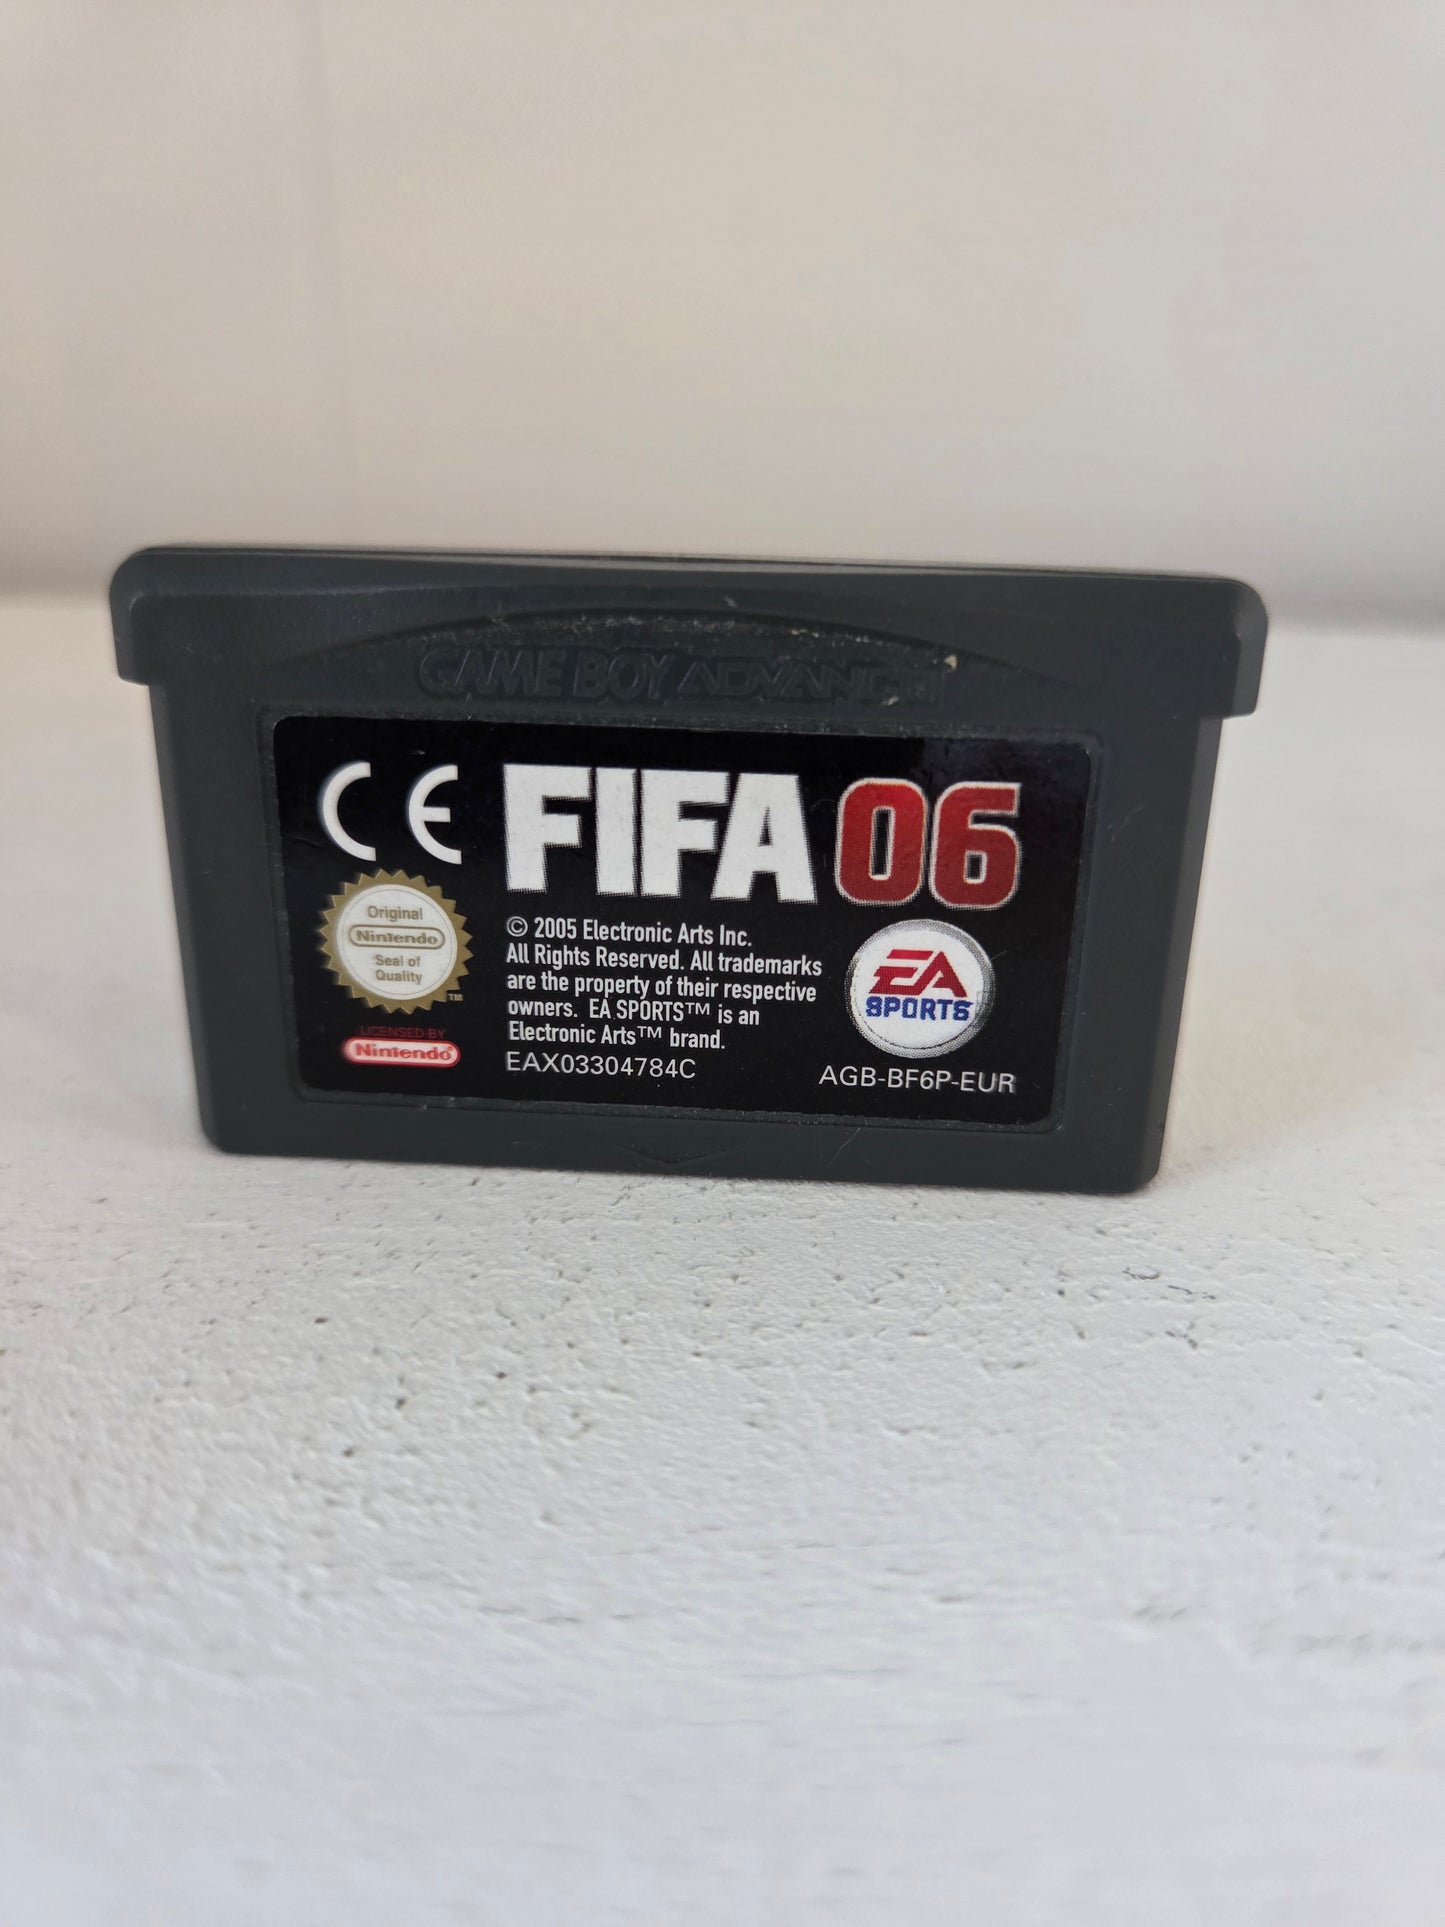 GAME BOY ADVANCE
CE
FIFA 06
Original
Nintendo
Seal of
Quality
TM
LICENSED BY
Nintendo
© 2005 Electronic Arts Inc.
All Rights Reserved. All trademarks
are the property of their respective
owners. EA SPORTS™ is an
Electronic Arts™ brand.
EAX03304784C
EA
SPORTS
AGB-BF6P-EUR